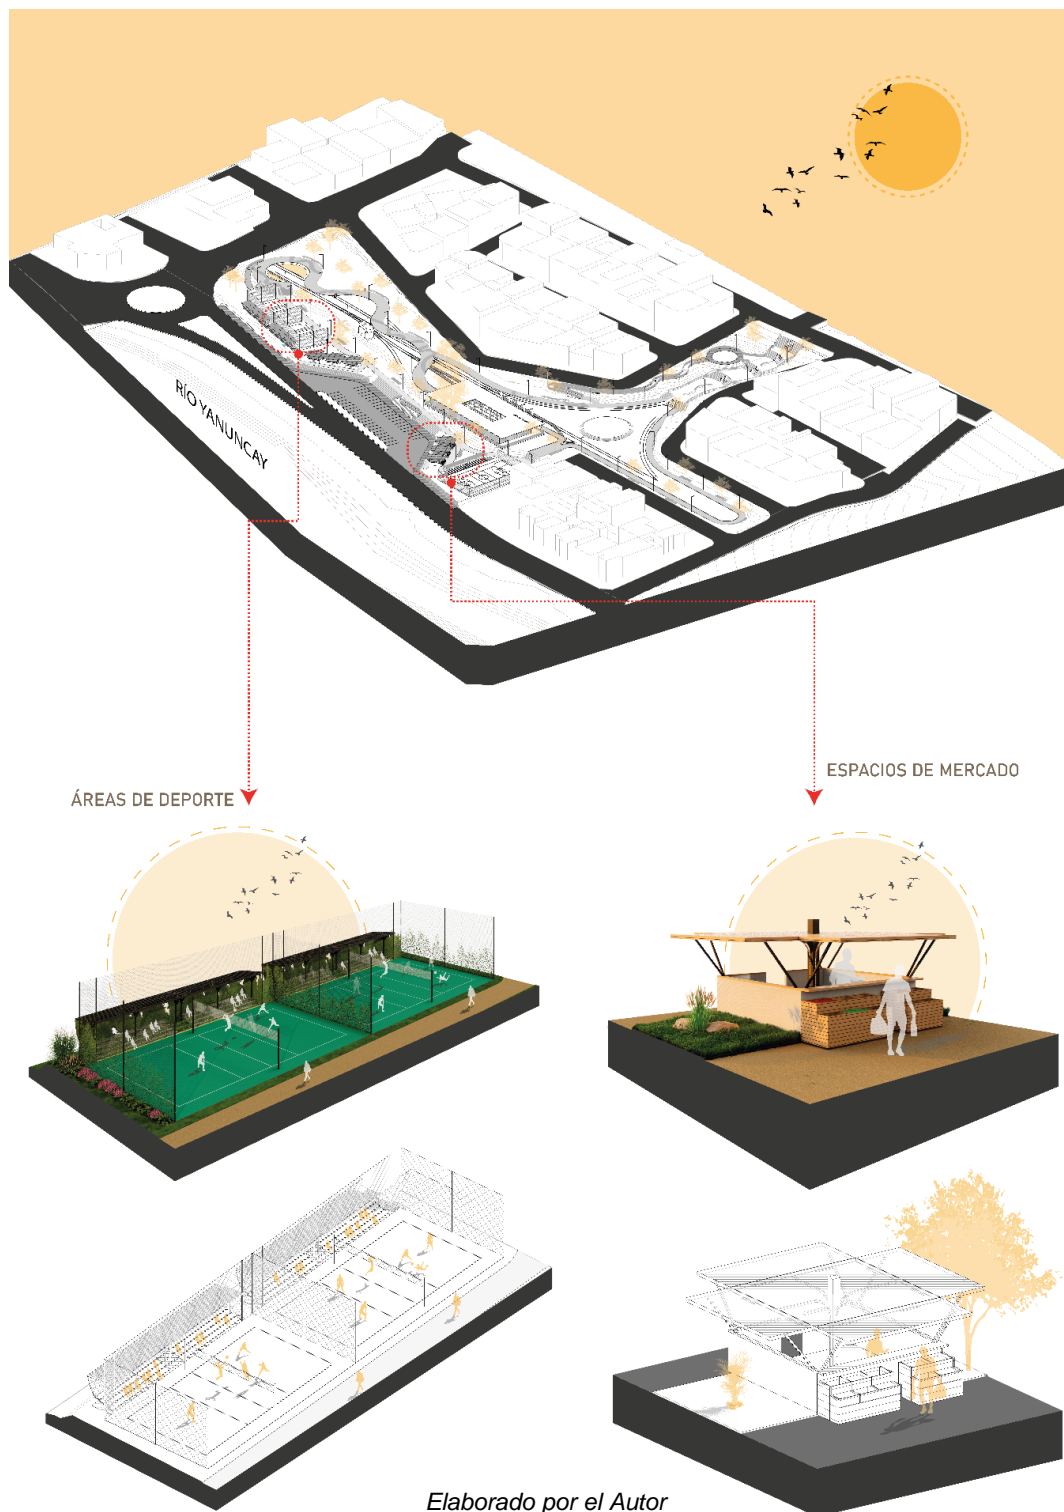 RÍO YANUNCAY
ESPACIOS DE MERCADO
ÁREAS DE DEPORTE
Elaborado por el Autor